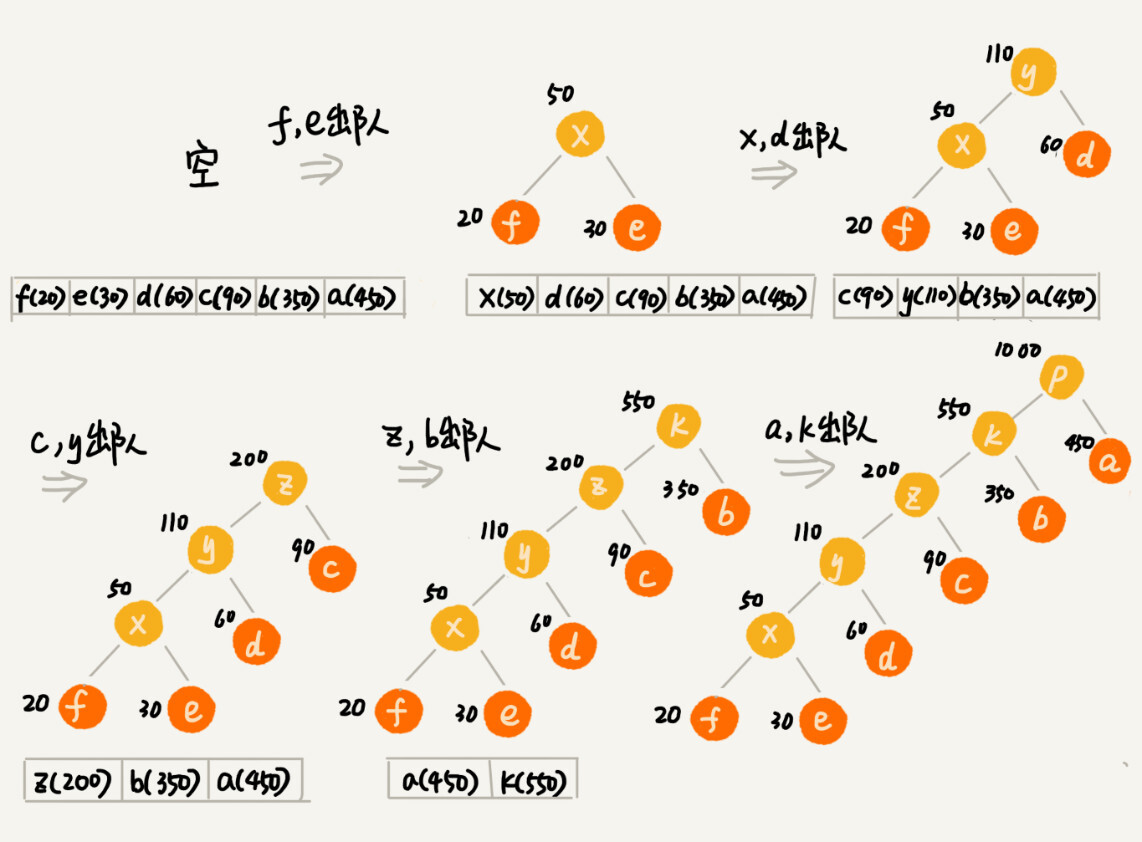 空
f,e出队
50
x
20 f
30 e
x,d出队
110
y
50
x
60 d
20 f
30 e
f(20) e(30) d(60) c(90) b(350) a(450)
x(50) d(60) c(90) b(350) a(450)
c(90) y(110) b(350) a(450)
c,y出队
200
z
110
y
90 c
50
x
60 d
20 f
30 e
z(200) b(350) a(450)
z,b出队
550
k
200
z
350 b
110
y
90 c
50
x
60 d
20 f
30 e
a(450) k(550)
a,k出队
1000
p
550
k
450 a
200
z
350 b
110
y
90 c
50
x
60 d
20 f
30 e